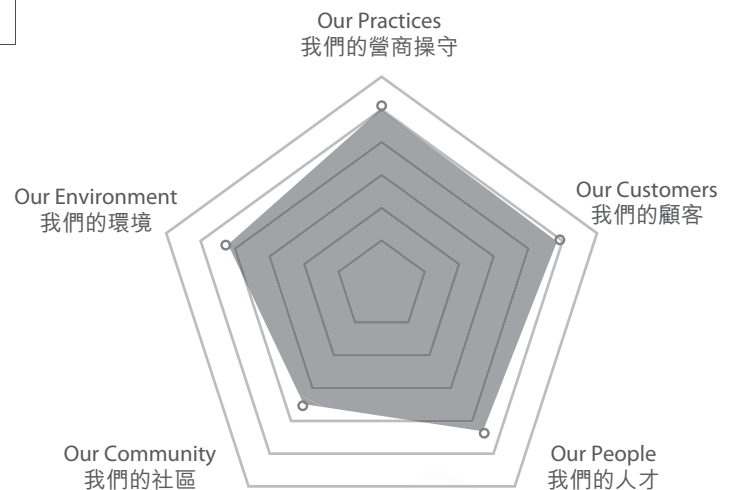 Our Practices
我們的營商操守
Our Environment
我們的環境
Our Customers
我們的顧客
Our Community
我們的社區
Our People
我們的人才